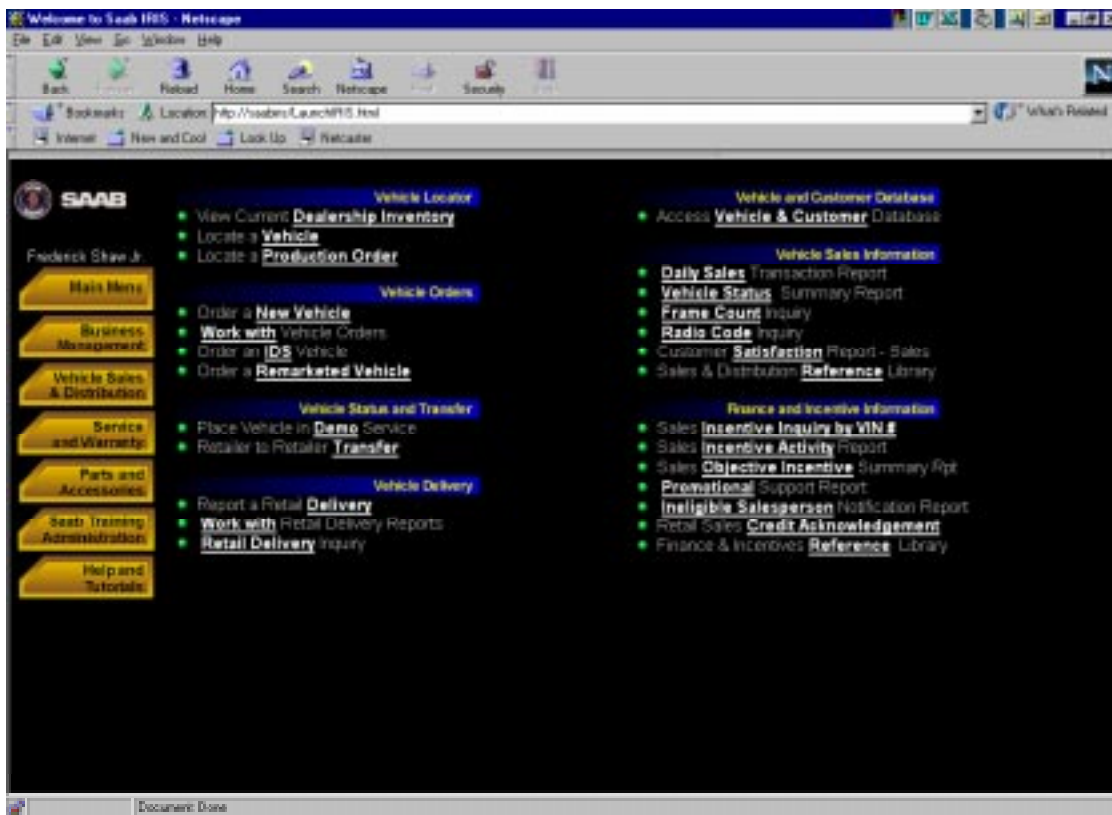 Welcome to Saab IRIS - Netscape
File Edit View Go Window Help
Back Reload Home Search Netscape Security
Bookmarks Location: http://saabiris/LaunchIRIS.html What's Related
Internet New and Cool Look Up Netcaster
SAAB
Frederick Shaw Jr.
Main Menu
Business
Management
Vehicle Sales
& Distribution
Service
and Warranty
Parts and
Accessories
Saab Training
Administration
Help and
Tutorials
Vehicle Locator
View Current Dealership Inventory
Locate a Vehicle
Locate a Production Order
Vehicle Orders
Order a New Vehicle
Work with Vehicle Orders
Order an IDS Vehicle
Order a Remarketed Vehicle
Vehicle Status and Transfer
Place Vehicle in Demo Service
Retailer to Retailer Transfer
Vehicle Delivery
Report a Retail Delivery
Work with Retail Delivery Reports
Retail Delivery Inquiry
Vehicle and Customer Database
Access Vehicle & Customer Database
Vehicle Sales Information
Daily Sales Transaction Report
Vehicle Status Summary Report
Frame Count Inquiry
Radio Code Inquiry
Customer Satisfaction Report - Sales
Sales & Distribution Reference Library
Finance and Incentive Information
Sales Incentive Inquiry by VIN #
Sales Incentive Activity Report
Sales Objective Incentive Summary Rpt
Promotional Support Report
Ineligible Salesperson Notification Report
Retail Sales Credit Acknowledgement
Finance & Incentives Reference Library
Document: Done